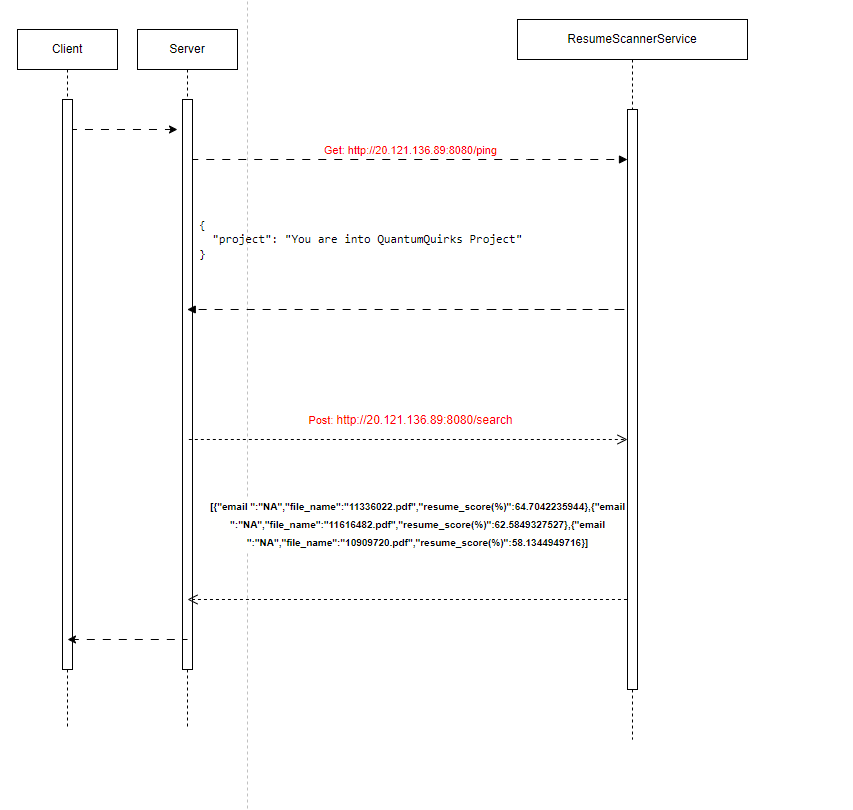 Client
Server
ResumeScannerService
Get: http://20.121.136.89:8080/ping
{
"project": "You are into QuantumQuirks Project"
}
Post: http://20.121.136.89:8080/search
[{"email ":"NA","file_name":"11336022.pdf","resume_score(%)":64.7042235944},{"email
":"NA","file_name":"11616482.pdf","resume_score(%)":62.5849327527},{"email
":"NA","file_name":"10909720.pdf","resume_score(%)":58.1344949716}]